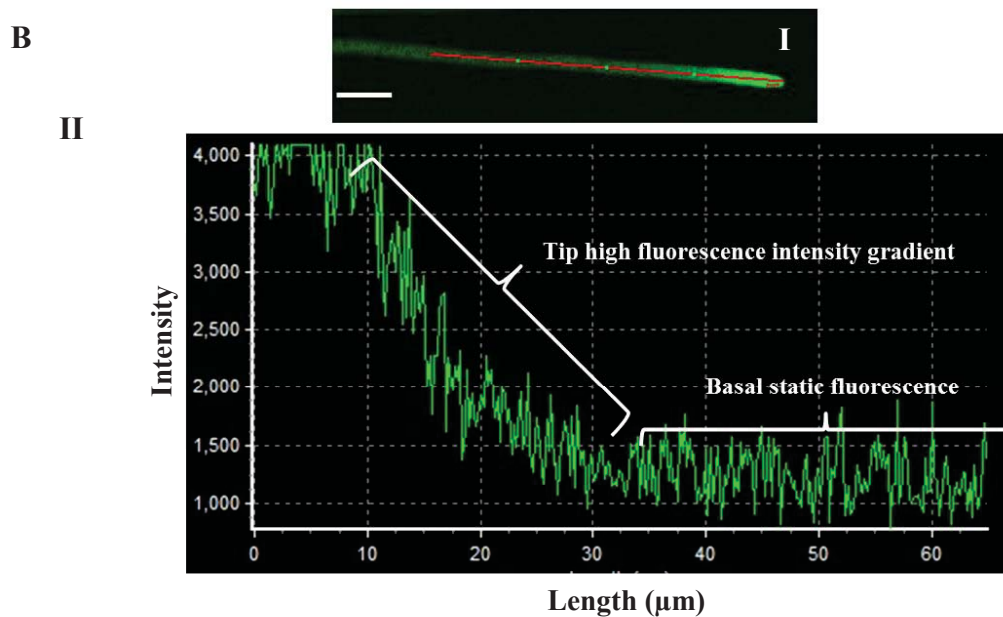 B
I
II
4,000
3,500
3,000
2,500
2,000
1,500
1,000
Intensity
Tip high fluorescence intensity gradient
Basal static fluorescence
0 10 20 30 40 50 60
Length (μm)